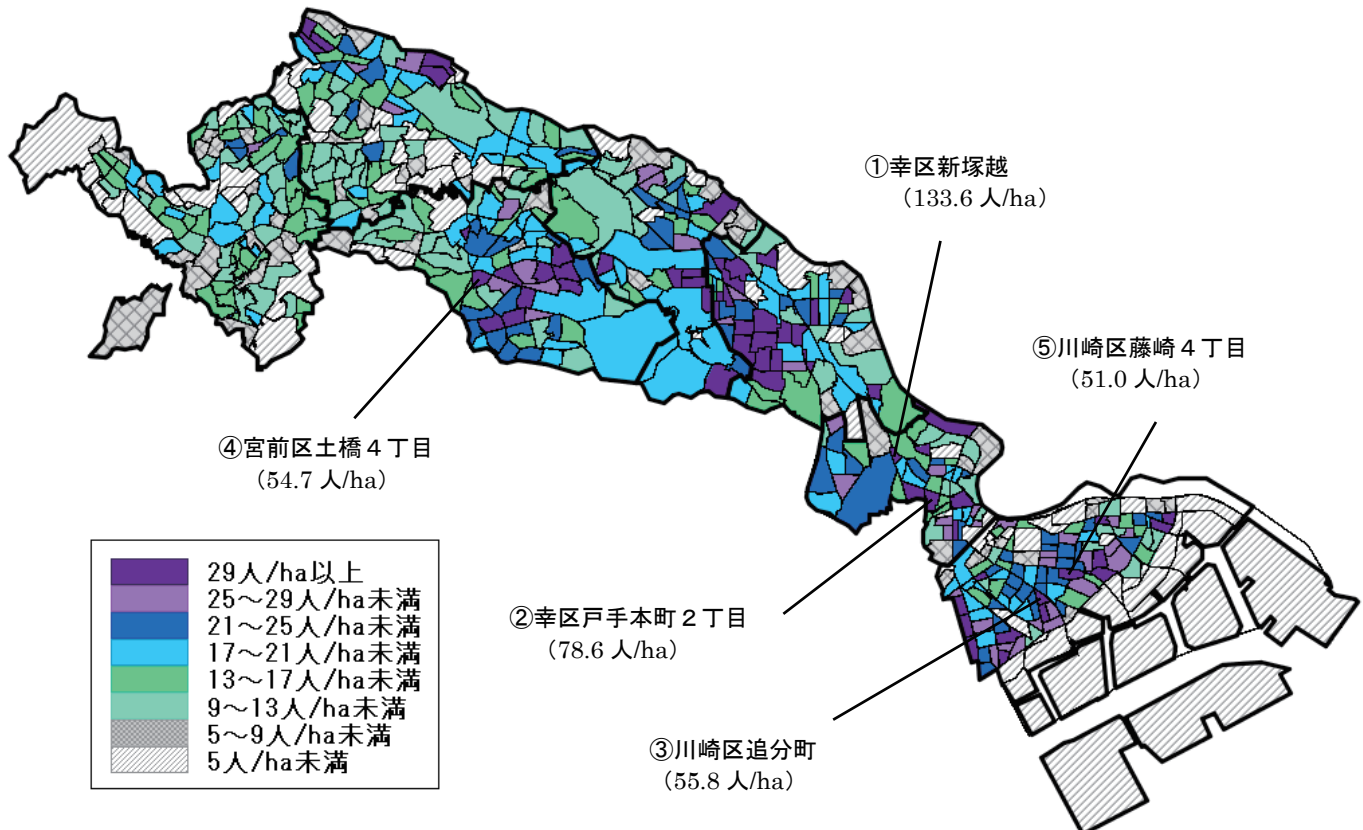 ①幸区新塚越
(133.6 人/ha)
⑤川崎区藤崎４丁目
(51.0 人/ha)
④宮前区土橋４丁目
(54.7 人/ha)
②幸区戸手本町２丁目
(78.6 人/ha)
③川崎区追分町
(55.8 人/ha)
29人/ha以上
25～29人/ha未満
21～25人/ha未満
17～21人/ha未満
13～17人/ha未満
9～13人/ha未満
5～9人/ha未満
5人/ha未満